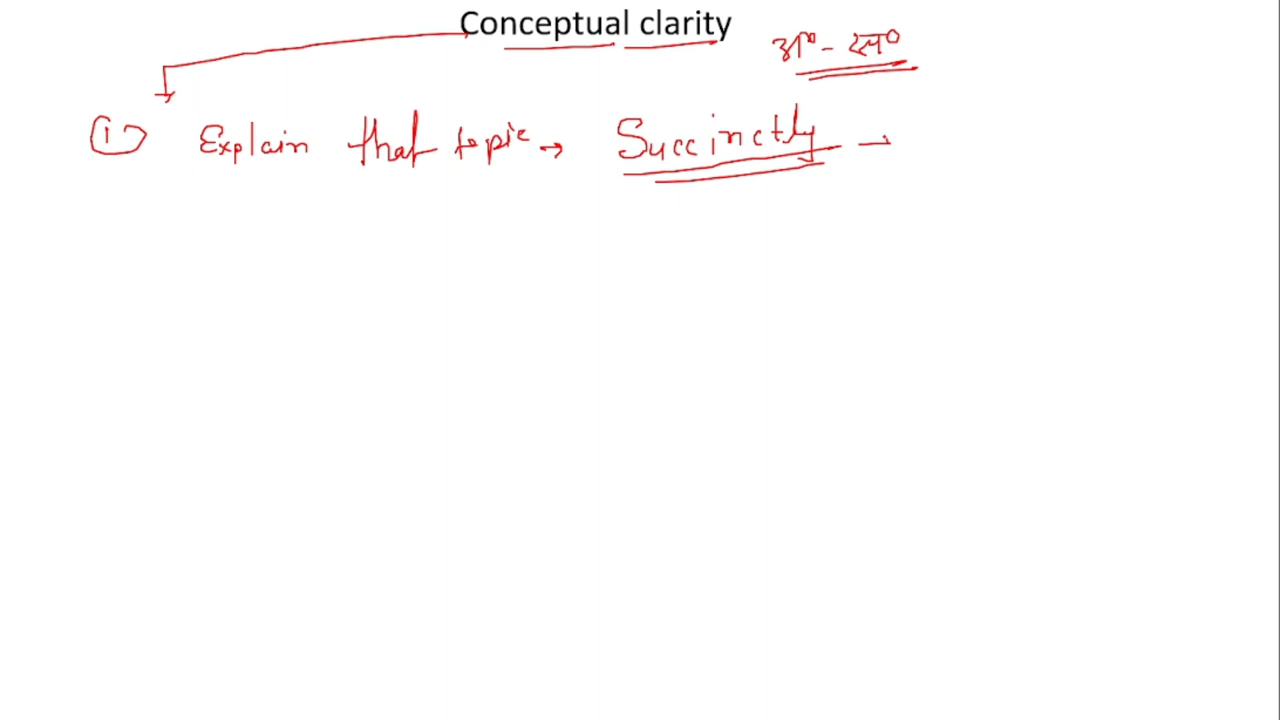 Conceptual clarity
① Explain that topic → Succinctly →